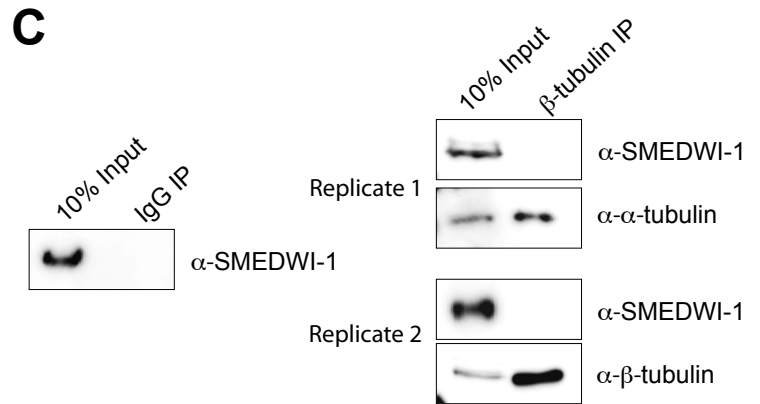 C
10% Input
IgG IP
α-SMEDWI-1
10% Input
β-tubulin IP
Replicate 1
α-SMEDWI-1
α-α-tubulin
Replicate 2
α-SMEDWI-1
α-β-tubulin